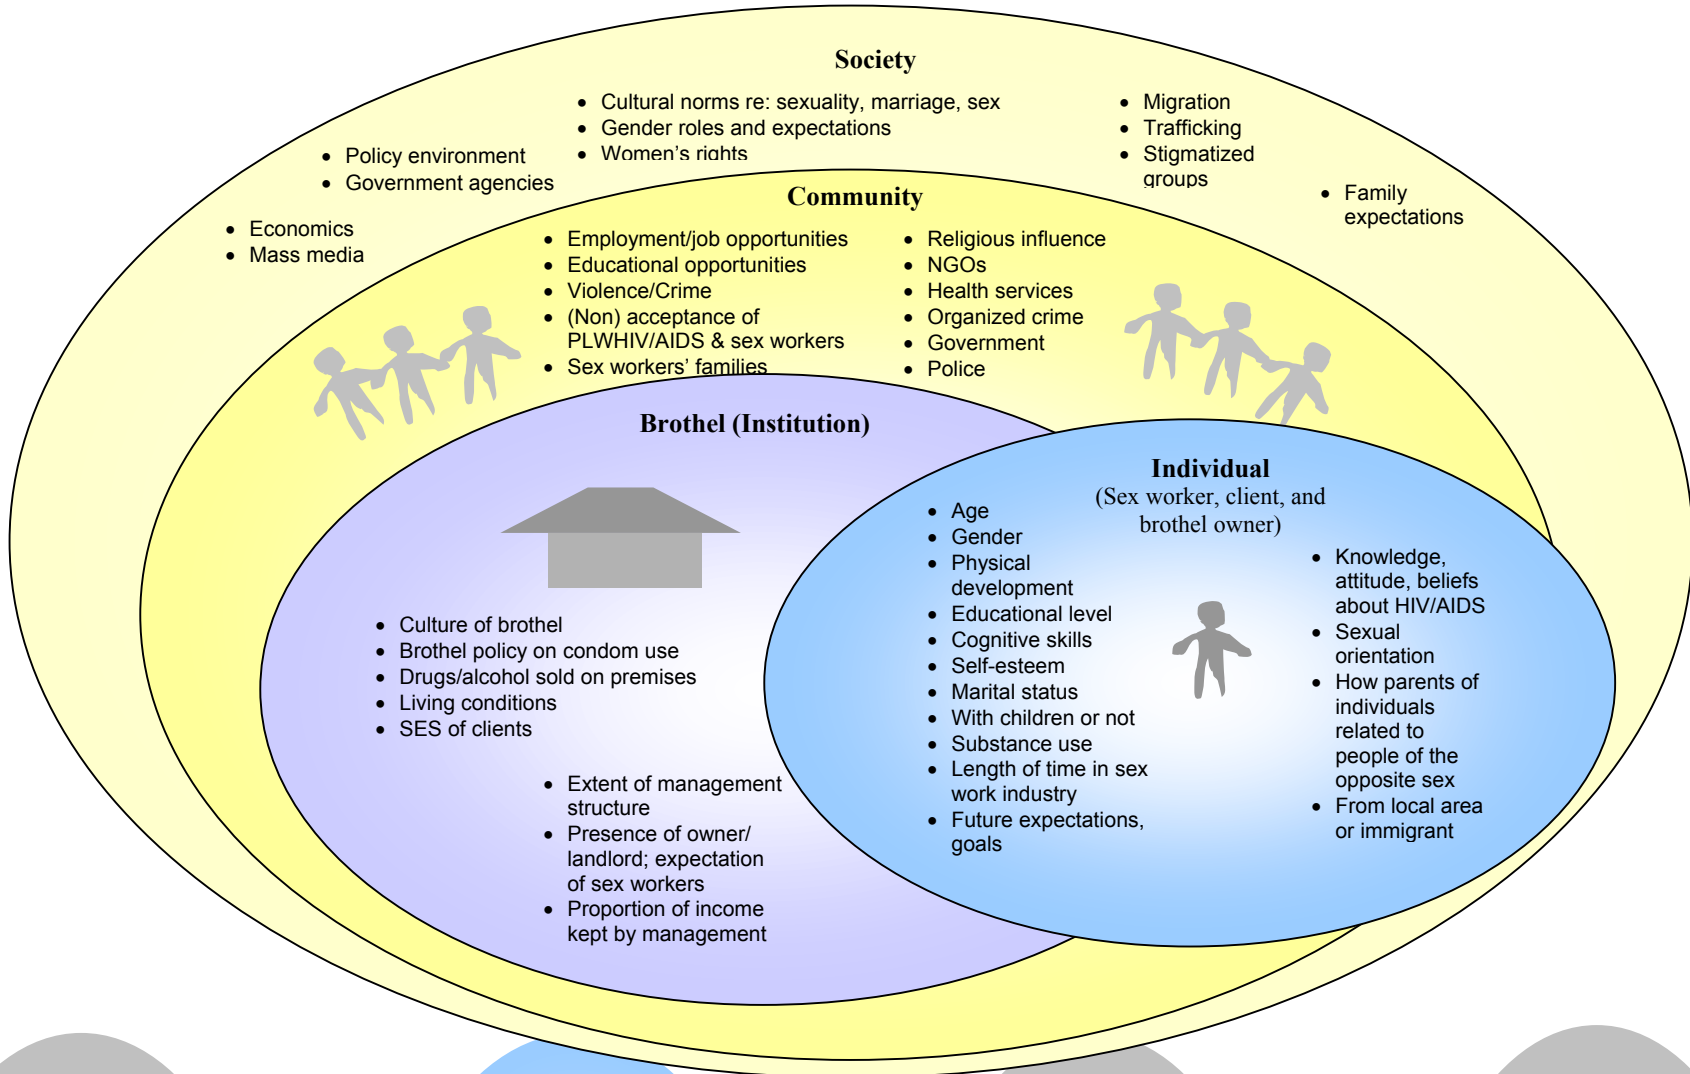 Society
• Cultural norms re: sexuality, marriage, sex
• Gender roles and expectations
• Women's rights
• Migration
• Trafficking
• Stigmatized
groups
• Policy environment
• Government agencies
• Family
expectations
• Economics
• Mass media
Community
• Employment/job opportunities
• Educational opportunities
• Violence/Crime
• (Non) acceptance of
PLWHIV/AIDS & sex workers
• Sex workers' families
• Religious influence
• NGOs
• Health services
• Organized crime
• Government
• Police
Brothel (Institution)
• Culture of brothel
• Brothel policy on condom use
• Drugs/alcohol sold on premises
• Living conditions
• SES of clients
• Extent of management
structure
• Presence of owner/
landlord; expectation
of sex workers
• Proportion of income
kept by management
Individual
(Sex worker, client, and
brothel owner)
• Age
• Gender
• Physical
development
• Educational level
• Cognitive skills
• Self-esteem
• Marital status
• With children or not
• Substance use
• Length of time in sex
work industry
• Future expectations,
goals
• Knowledge,
attitude, beliefs
about HIV/AIDS
• Sexual
orientation
• How parents of
individuals
related to
people of the
opposite sex
• From local area
or immigrant